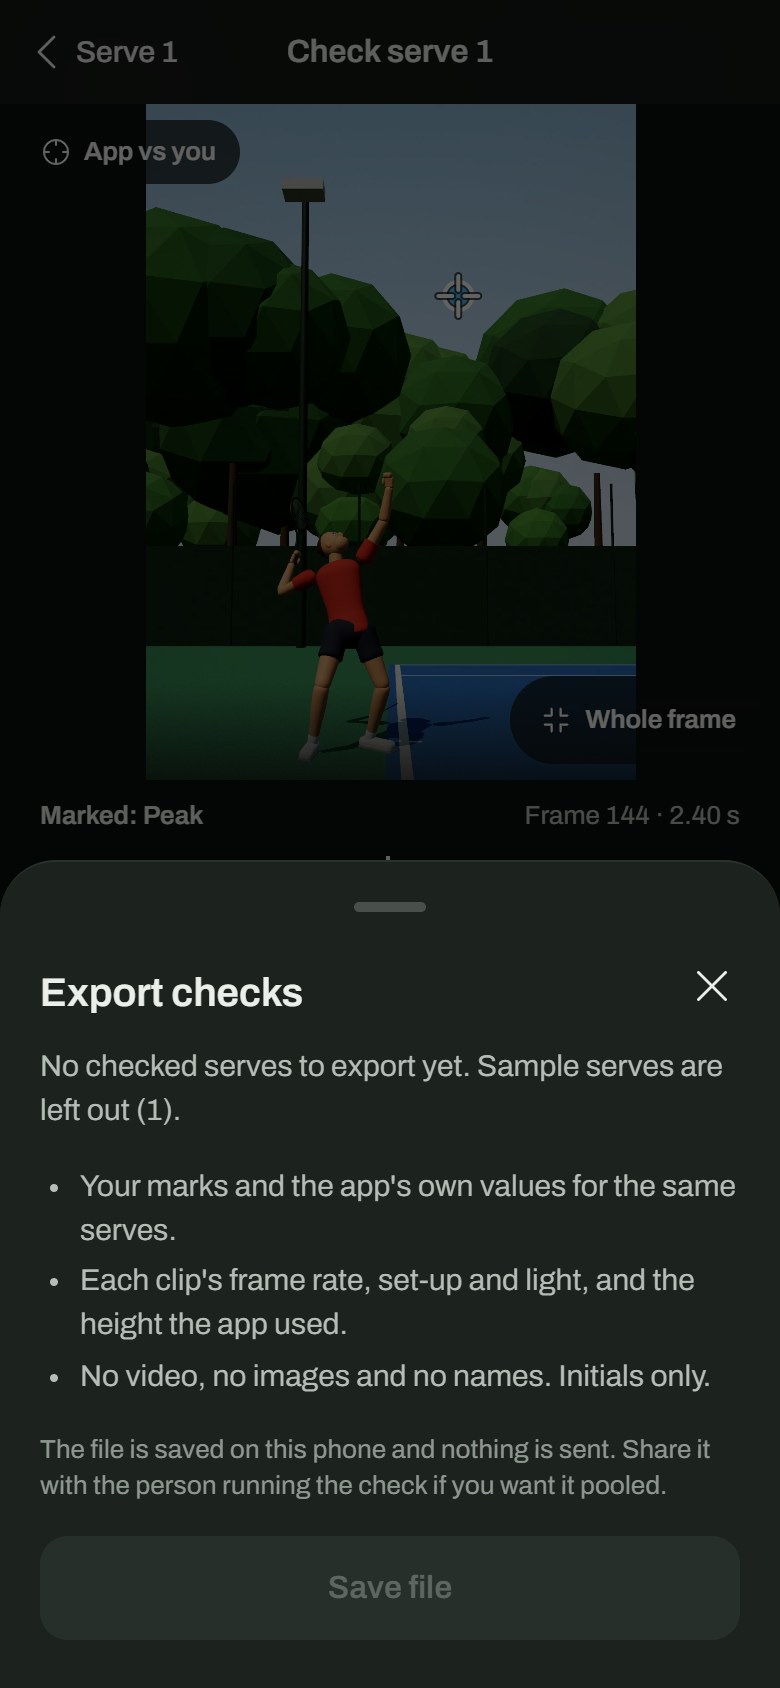 Serve 1
Check serve 1
App vs you
Whole frame
Marked: Peak
Frame 144 · 2.40 s
Export checks
No checked serves to export yet. Sample serves are
left out (1).
• Your marks and the app's own values for the same
serves.
• Each clip's frame rate, set-up and light, and the
height the app used.
• No video, no images and no names. Initials only.
The file is saved on this phone and nothing is sent. Share it
with the person running the check if you want it pooled.
Save file